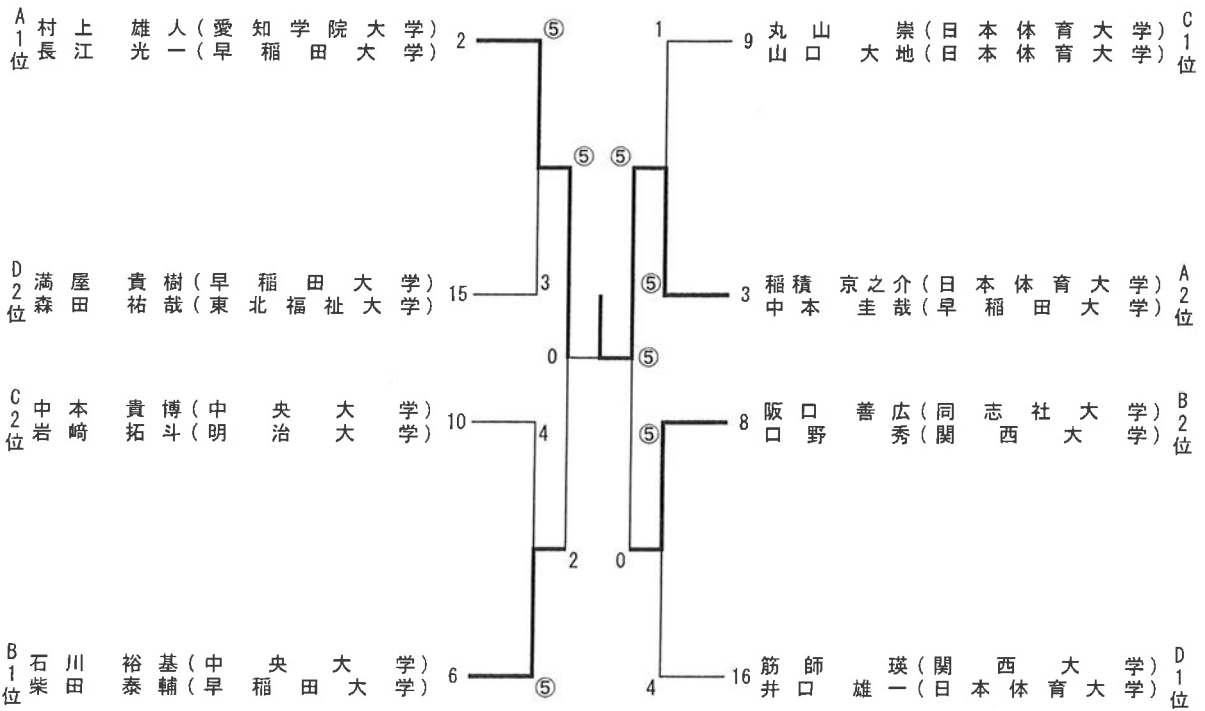 A1位
村上 雄人(愛知学院大学) 2
長江 光一(早稲田大学)
⑤
D2位
満屋 貴樹(早稲田大学) 15
森田 祐哉(東北福祉大学)
3
⑤
C2位
中本 貴博(中央大学) 10
岩﨑 拓斗(明治大学)
4
B1位
石川 裕基(中央大学) 6
柴田 泰輔(早稲田大学)
⑤
2
0
⑤
⑤
1
9 丸山 崇(日本体育大学)
山口 大地(日本体育大学)
C1位
⑤
3 稲積 京之介(日本体育大学)
中本 圭哉(早稲田大学)
A2位
⑤
8 阪口 善広(同志社大学)
口野 秀(関西大学)
B2位
0
4
16 筋師 瑛(関西大学)
井口 雄一(日本体育大学)
D1位